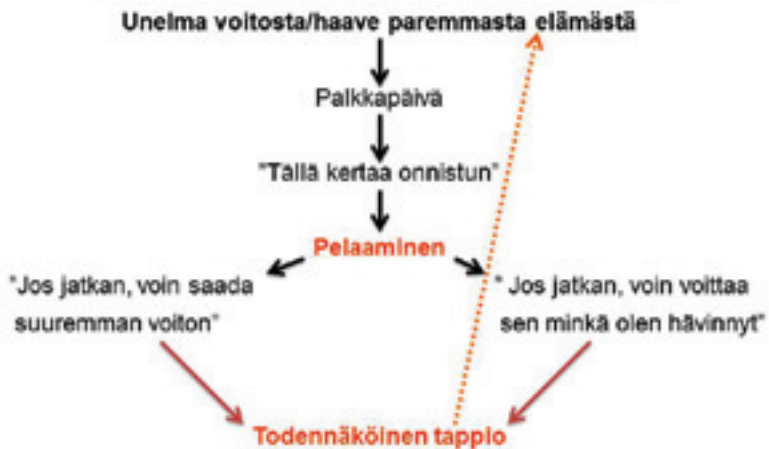 Unelma voitosta/haave paremmasta elämästä
Palkkapäivä
"Tällä kertaa onnistun"
Pelaaminen
"Jos jatkan, voin saada
suuremman voiton"
" Jos jatkan, voin voittaa
sen minkä olen hävinnyt"
Todennäköinen tappio